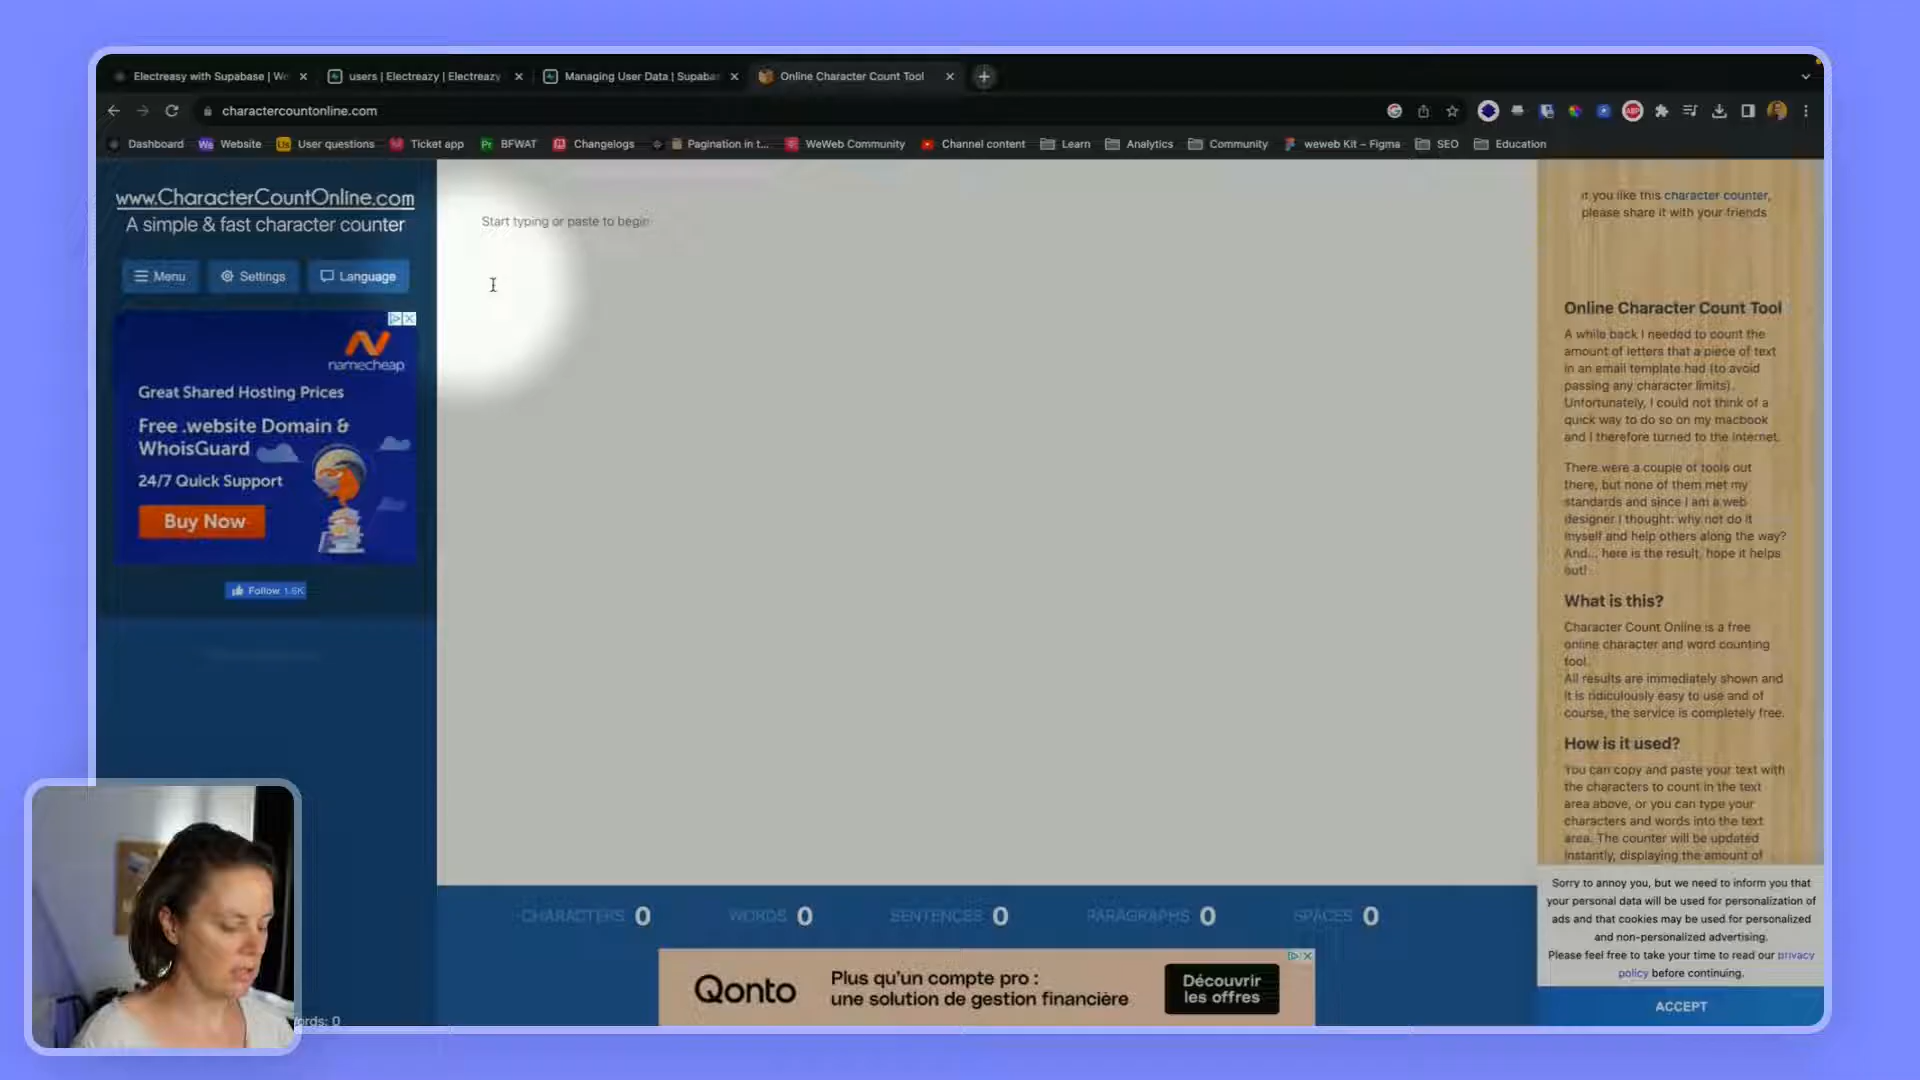 Electreasy with Supabase | We
users | Electreazy | Electreazy
Managing User Data | Supaba
Online Character Count Tool
charactercountonline.com
Dashboard
Website
User questions
Ticket app
BFWAT
Changelogs
Pagination in t...
WeWeb Community
Channel content
Learn
Analytics
Community
weweb Kit – Figma
SEO
Education
www.CharacterCountOnline.com
A simple & fast character counter
Menu
Settings
Language
namecheap
Great Shared Hosting Prices
Free .website Domain &
WhoisGuard
24/7 Quick Support
Buy Now
Follow 1.6K
Start typing or paste to begin
If you like this character counter,
please share it with your friends
Online Character Count Tool
A while back I needed to count the
amount of letters that a piece of text
in an email template had (to avoid
passing any character limits).
Unfortunately, I could not think of a
quick way to do so on my macbook
and I therefore turned to the Internet.
There were a couple of tools out
there, but none of them met my
standards and since I am a web
designer I thought: why not do it
myself and help others along the way?
And... here is the result, hope it helps
out!
What is this?
Character Count Online is a free
online character and word counting
tool.
All results are immediately shown and
it is ridiculously easy to use and of
course, the service is completely free.
How is it used?
You can copy and paste your text with
the characters to count in the text
area above, or you can type your
characters and words into the text
area. The counter will be updated
instantly, displaying the amount of
Sorry to annoy you, but we need to inform you that
your personal data will be used for personalization of
ads and that cookies may be used for personalized
and non-personalized advertising.
Please feel free to take your time to read our privacy
policy before continuing.
ACCEPT
CHARACTERS 0
WORDS 0
SENTENCES 0
PARAGRAPHS 0
SPACES 0
Qonto
Plus qu'un compte pro :
une solution de gestion financière
Découvrir
les offres
ords: 0